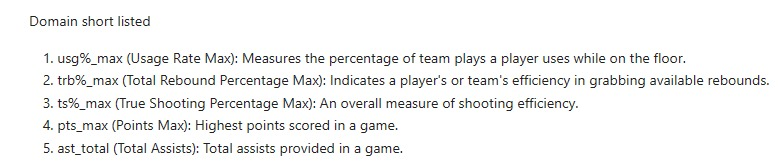 Domain short listed
1. usg%_max (Usage Rate Max): Measures the percentage of team plays a player uses while on the floor.
2. trb%_max (Total Rebound Percentage Max): Indicates a player's or team's efficiency in grabbing available rebounds.
3. ts%_max (True Shooting Percentage Max): An overall measure of shooting efficiency.
4. pts_max (Points Max): Highest points scored in a game.
5. ast_total (Total Assists): Total assists provided in a game.